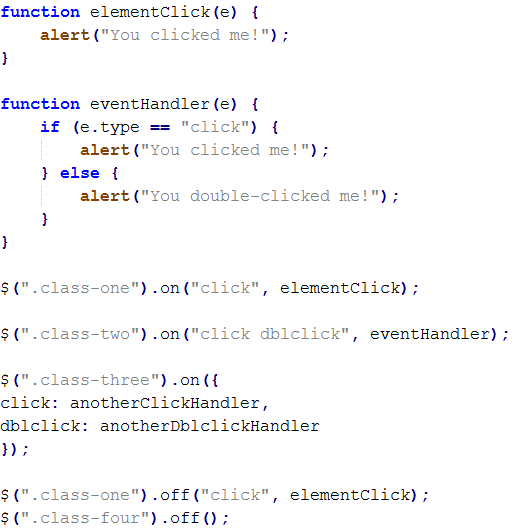 function elementClick(e) {
    alert("You clicked me!");
}

function eventHandler(e) {
    if (e.type == "click") {
        alert("You clicked me!");
    } else {
        alert("You double-clicked me!");
    }
}

$(".class-one").on("click", elementClick);

$(".class-two").on("click dblclick", eventHandler);

$(".class-three").on({
click: anotherClickHandler,
dblclick: anotherDblclickHandler
});

$(".class-one").off("click", elementClick);
$(".class-four").off();